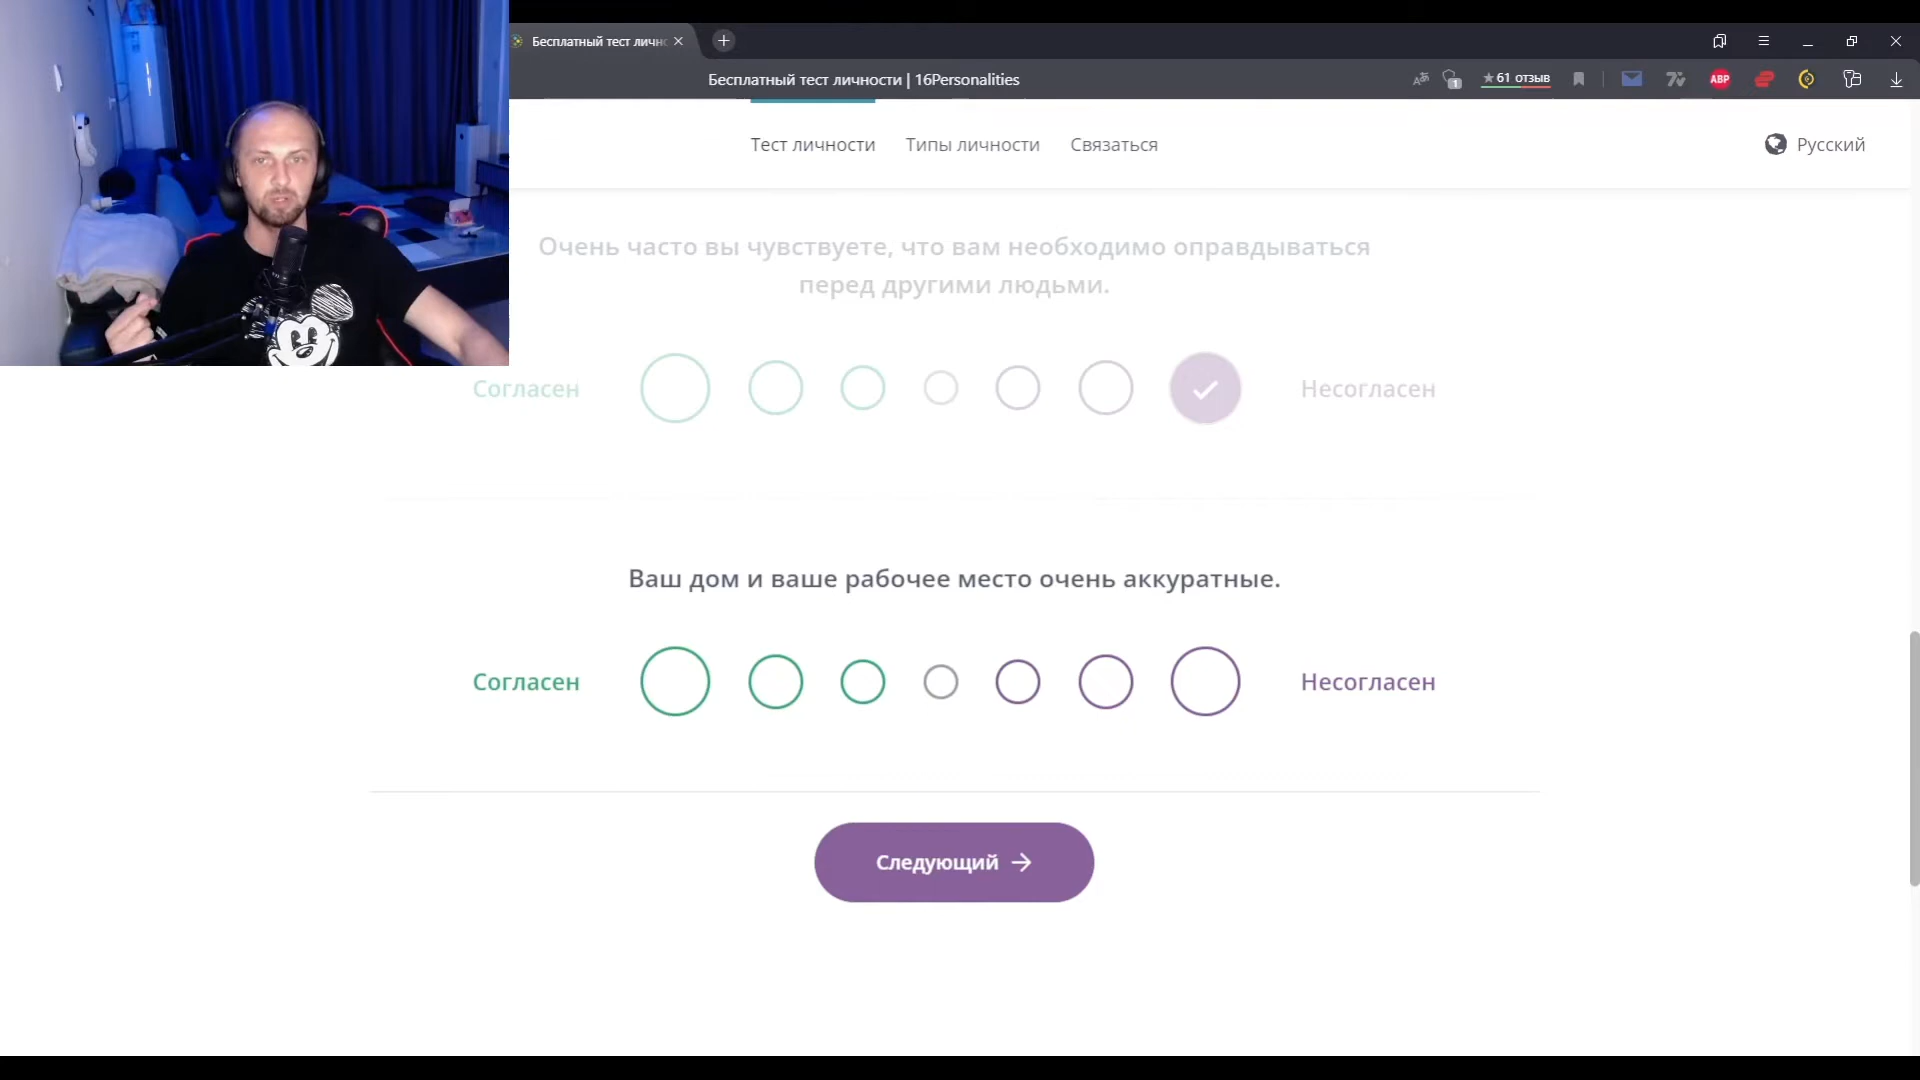 Бесплатный тест личн
Бесплатный тест личности | 16Personalities
61 отзыв
1
ABP
Тест личности
Типы личности
Связаться
Русский
Очень часто вы чувствуете, что вам необходимо оправдываться
перед другими людьми.
Согласен
Несогласен
Ваш дом и ваше рабочее место очень аккуратные.
Согласен
Несогласен
Следующий